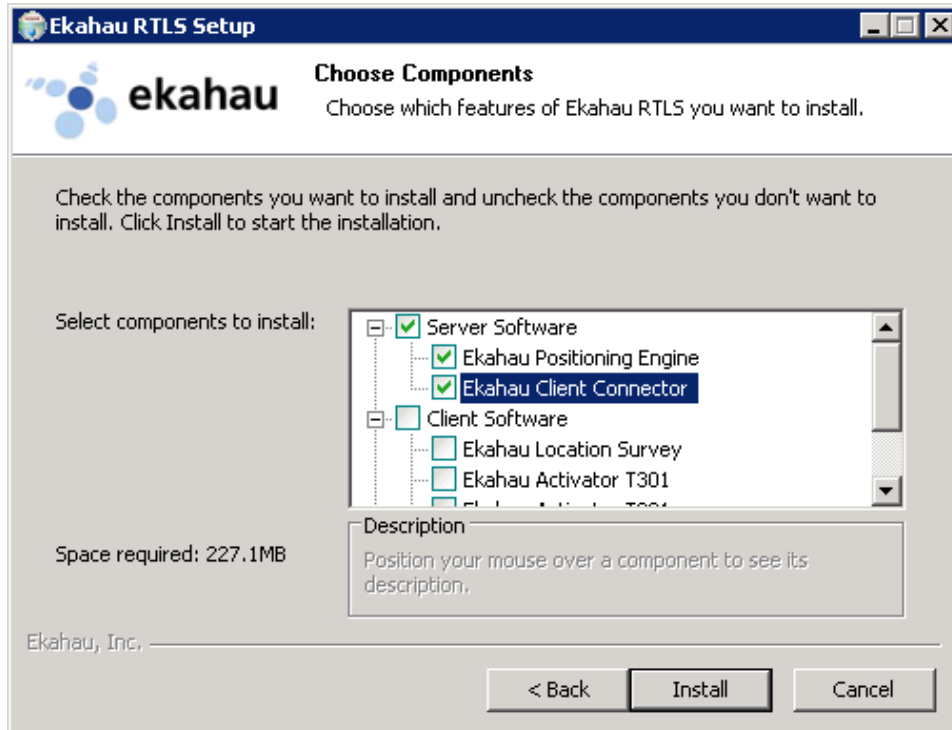 Ekahau RTLS Setup
ekahau
Choose Components
Choose which features of Ekahau RTLS you want to install.
Check the components you want to install and uncheck the components you don't want to
install. Click Install to start the installation.
Select components to install:
Server Software
Ekahau Positioning Engine
Ekahau Client Connector
Client Software
Ekahau Location Survey
Ekahau Activator T301
Space required: 227.1MB
Description
Position your mouse over a component to see its
description.
Ekahau, Inc.
< Back
Install
Cancel